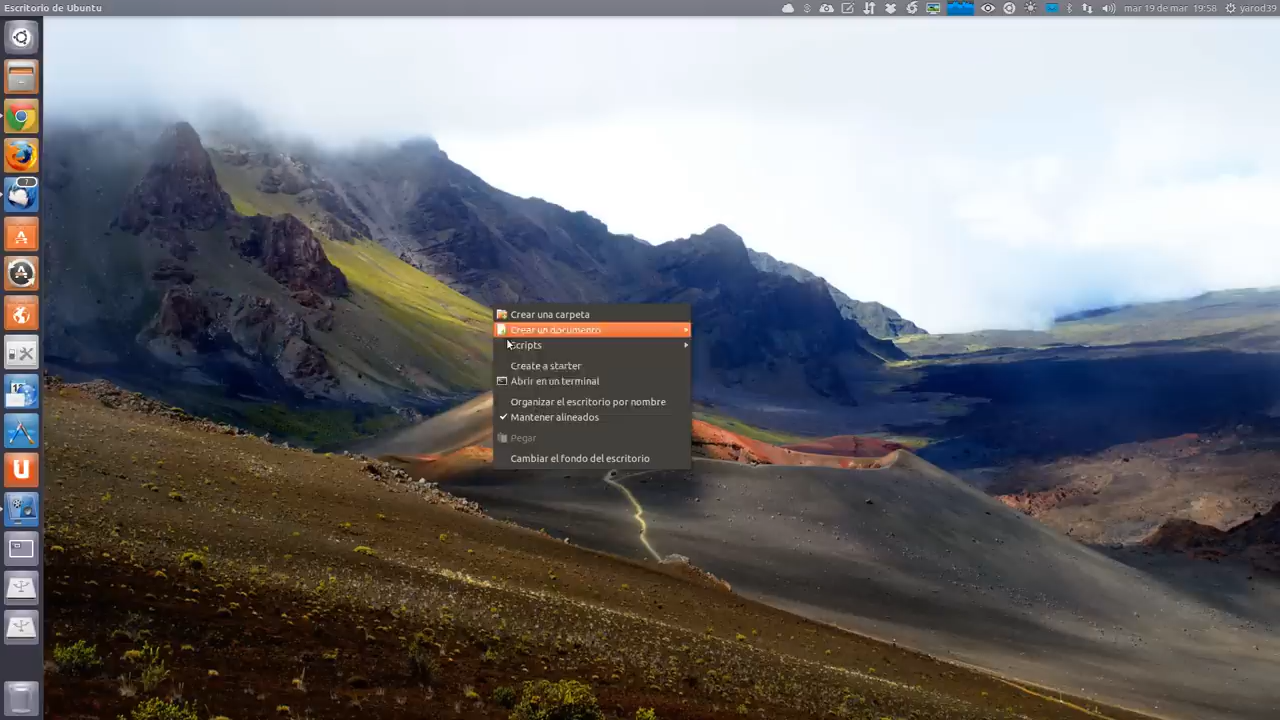 Escritorio de Ubuntu
mar 19 de mar 19:58
yarod39
Crear una carpeta
Crear un documento
Scripts
Create a starter
Abrir en un terminal
Organizar el escritorio por nombre
Mantener alineados
Pegar
Cambiar el fondo del escritorio